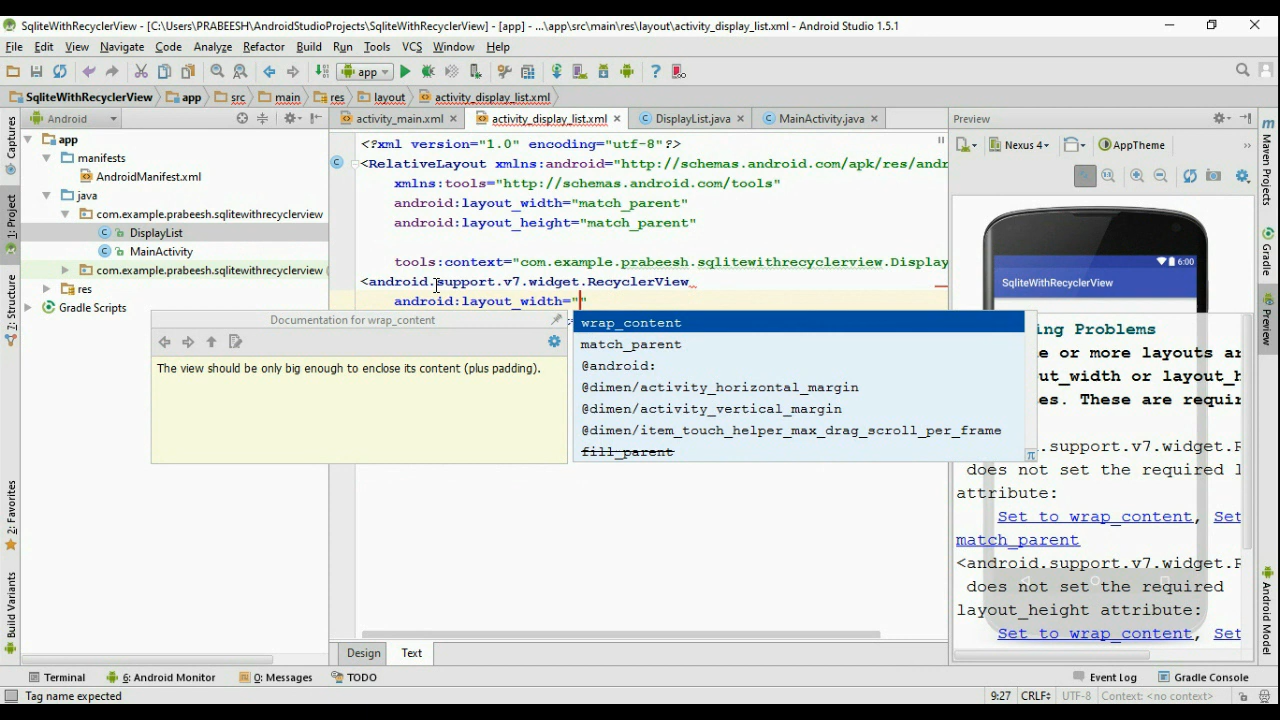 SqliteWithRecyclerView - [C:\Users\PRABEESH\AndroidStudioProjects\SqliteWithRecyclerView] - [app] - ...\app\src\main\res\layout\activity_display_list.xml - Android Studio 1.5.1
File Edit View Navigate Code Analyze Refactor Build Run Tools VCS Window Help
app
SqliteWithRecyclerView app src main res layout activity_display_list.xml
Android
activity_main.xml activity_display_list.xml DisplayList.java MainActivity.java
Preview
Nexus 4 AppTheme
app
manifests
AndroidManifest.xml
java
com.example.prabeesh.sqlitewithrecyclerview
DisplayList
MainActivity
com.example.prabeesh.sqlitewithrecyclerview (
res
Gradle Scripts
<?xml version="1.0" encoding="utf-8"?>
<RelativeLayout xmlns:android="http://schemas.android.com/apk/res/andr
xmlns:tools="http://schemas.android.com/tools"
android:layout_width="match_parent"
android:layout_height="match_parent"
tools:context="com.example.prabeesh.sqlitewithrecyclerview.Display
<android.support.v7.widget.RecyclerView
android:layout_width=""
Documentation for wrap_content
The view should be only big enough to enclose its content (plus padding).
wrap_content
match_parent
@android:
@dimen/activity_horizontal_margin
@dimen/activity_vertical_margin
@dimen/item_touch_helper_max_drag_scroll_per_frame
fill_parent
π
6:00
SqliteWithRecyclerView
ing Problems
e or more layouts ar
ut_width or layout_h
es. These are requir
.support.v7.widget.R
does not set the required l
attribute:
Set to wrap_content, Set
match_parent
<android.support.v7.widget.R
does not set the required
layout_height attribute:
Set to wrap_content, Set
Captures
1: Project
Z: Structure
2: Favorites
Build Variants
Maven Projects
Gradle
Preview
Android Model
Design Text
Terminal 6: Android Monitor 0: Messages TODO
Event Log Gradle Console
Tag name expected
9:27 CRLF UTF-8 Context: <no context>